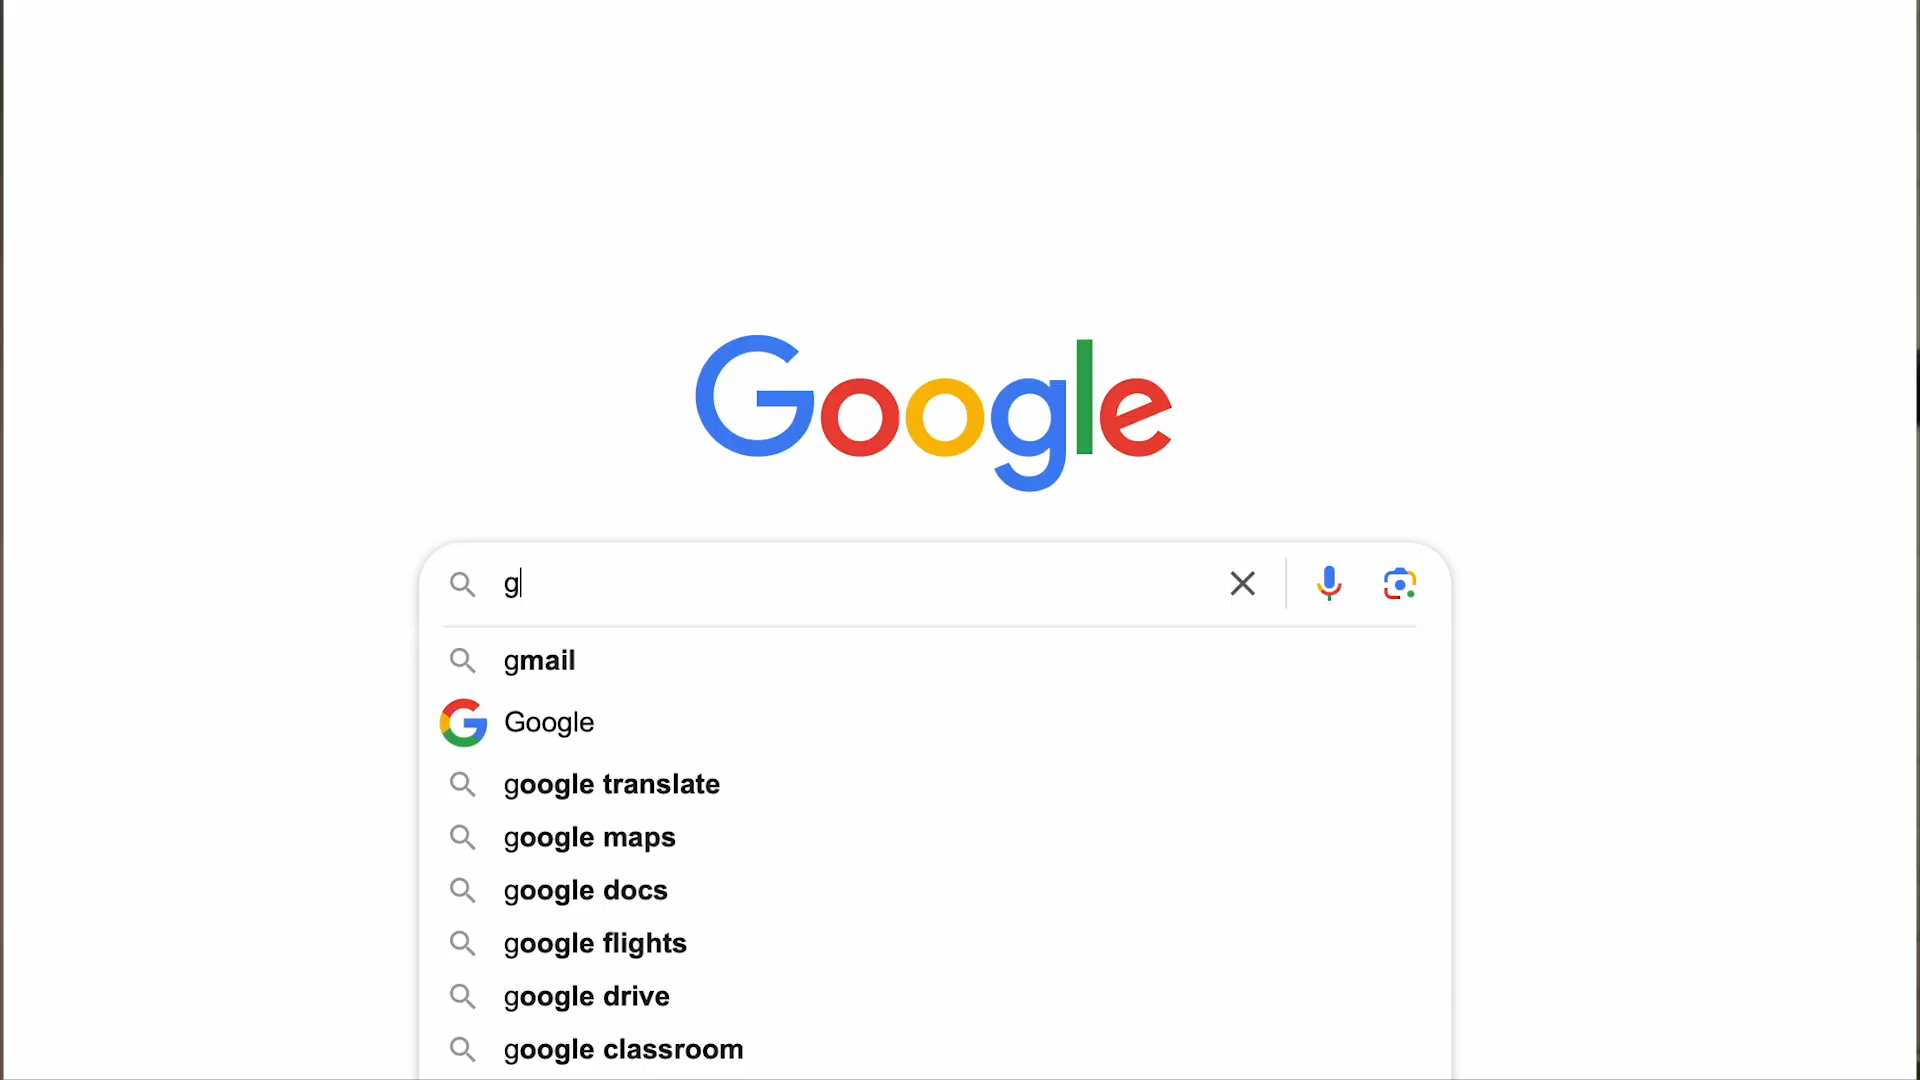 Google
g
gmail
Google
google translate
google maps
google docs
google flights
google drive
google classroom